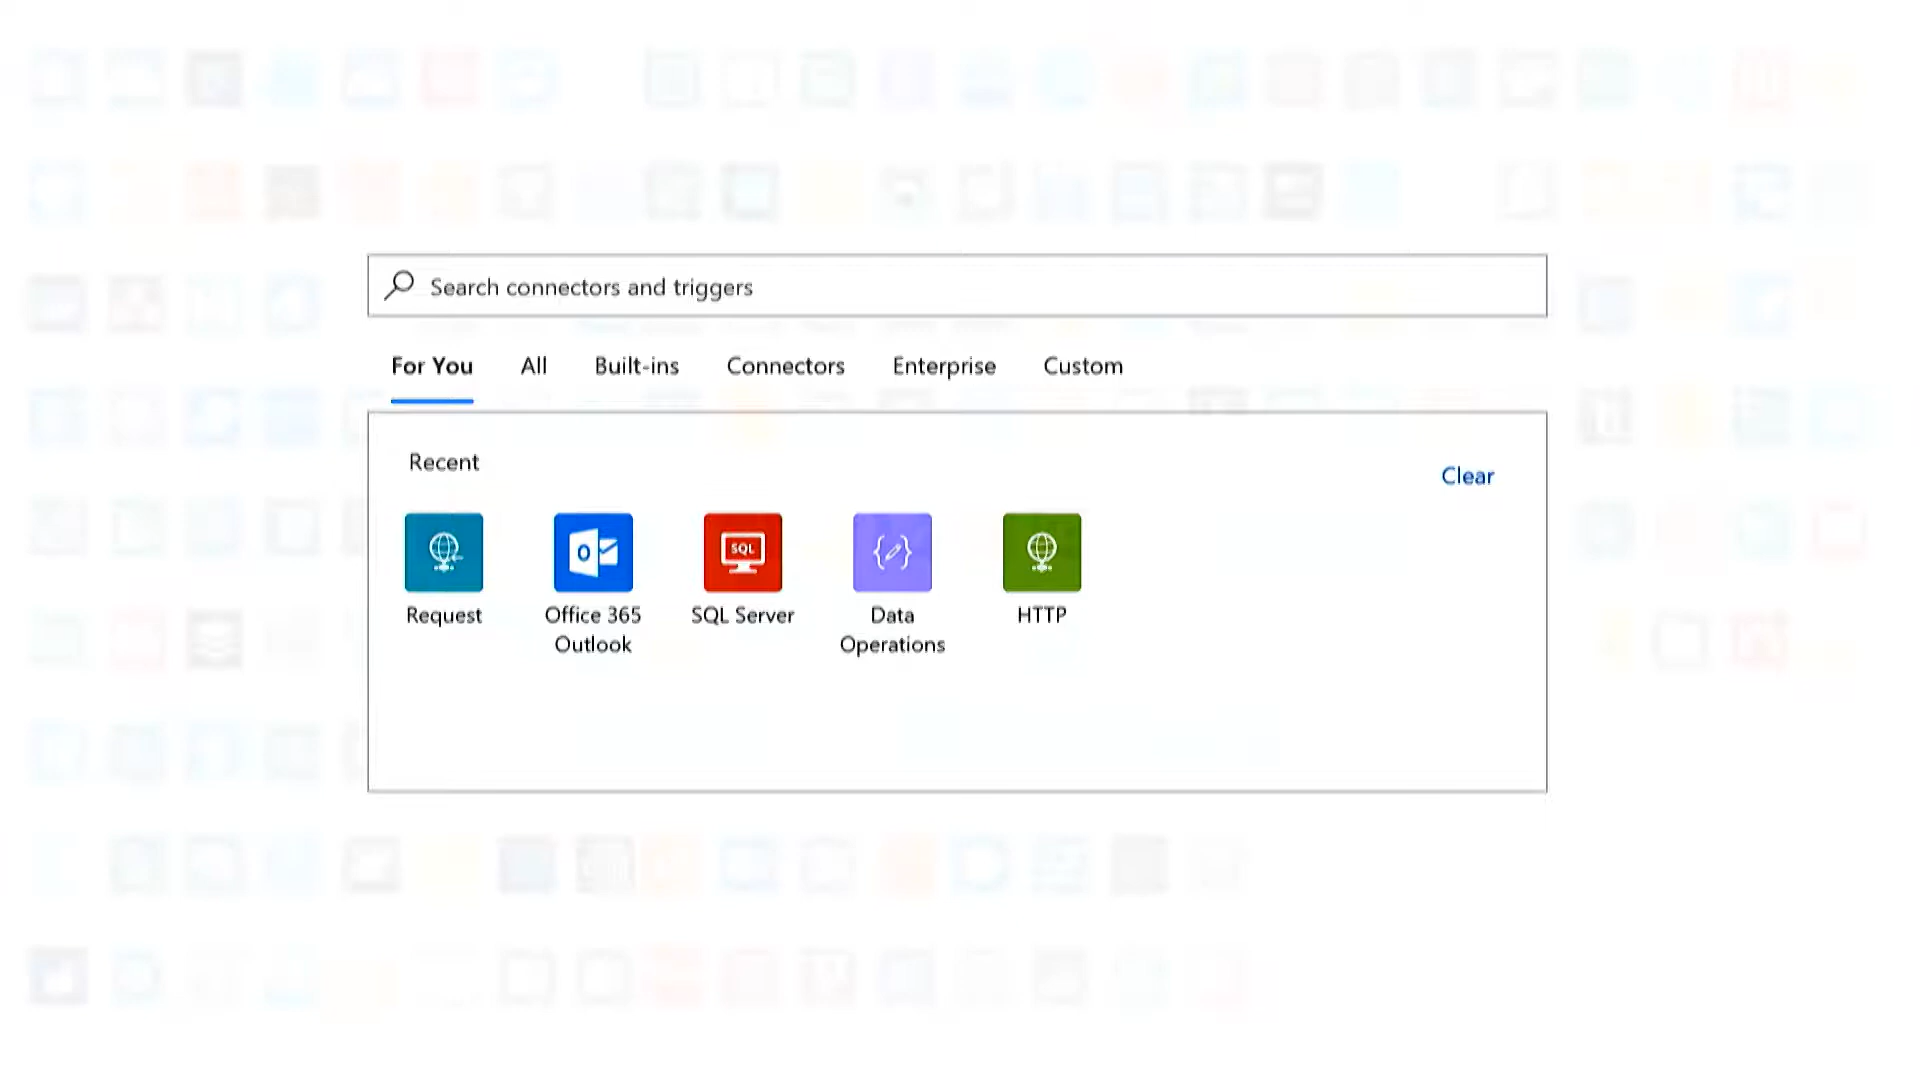 Search connectors and triggers
For You All Built-ins Connectors Enterprise Custom
Recent
Clear
SQL
Request Office 365 SQL Server Data HTTP
Outlook Operations